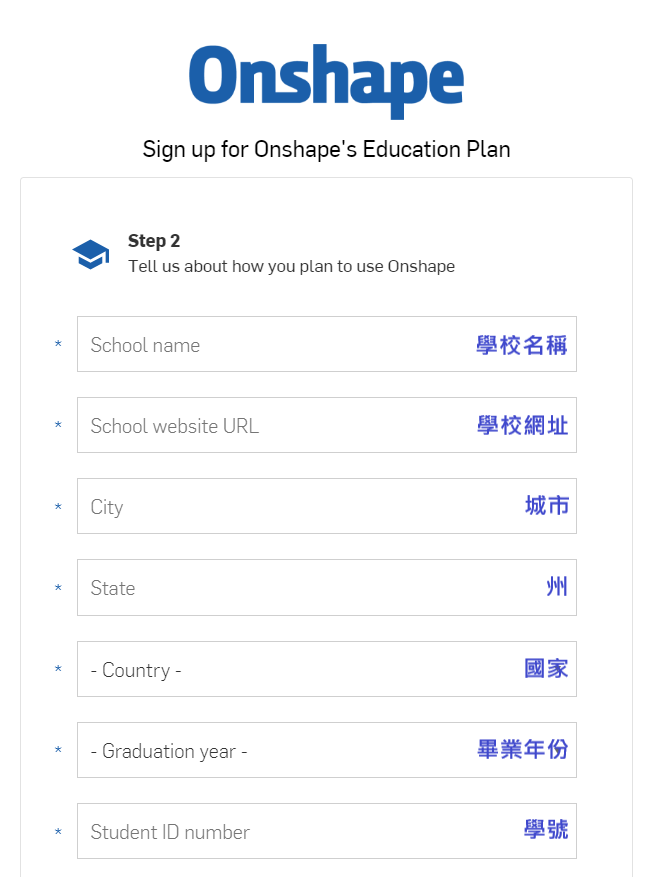 Onshape
Sign up for Onshape's Education Plan
Step 2
Tell us about how you plan to use Onshape
* School name 學校名稱
* School website URL 學校網址
* City 城市
* State 州
* - Country - 國家
* - Graduation year - 畢業年份
* Student ID number 學號